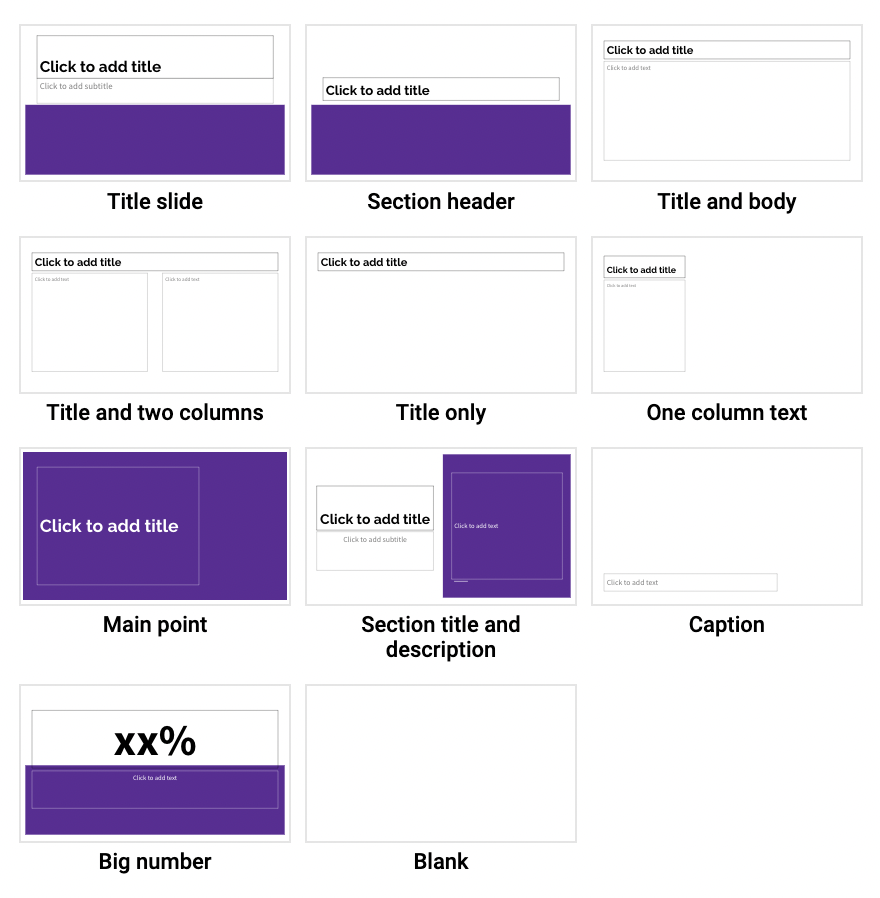 Click to add title
Click to add subtitle
Title slide
Click to add title
Section header
Click to add title
Click to add text
Title and body
Click to add title
Click to add text
Click to add text
Title and two columns
Click to add title
Title only
Click to add title
Click to add text
One column text
Click to add title
Main point
Click to add title
Click to add subtitle
Click to add text
Section title and
description
Click to add text
Caption
xx%
Click to add text
Big number
Blank